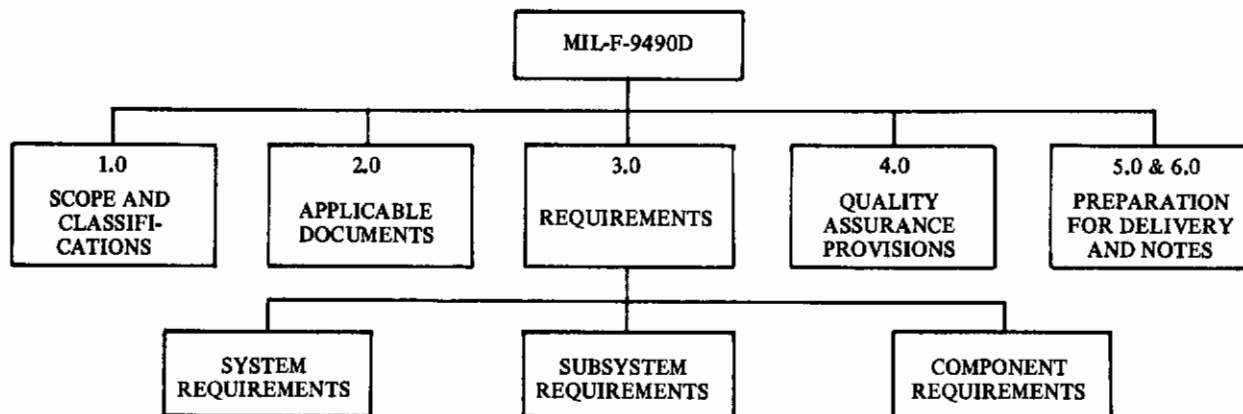 MIL-F-9490D
1.0
SCOPE AND
CLASSIFI-
CATIONS
2.0
APPLICABLE
DOCUMENTS
3.0
REQUIREMENTS
4.0
QUALITY
ASSURANCE
PROVISIONS
5.0 & 6.0
PREPARATION
FOR DELIVERY
AND NOTES
SYSTEM
REQUIREMENTS
SUBSYSTEM
REQUIREMENTS
COMPONENT
REQUIREMENTS